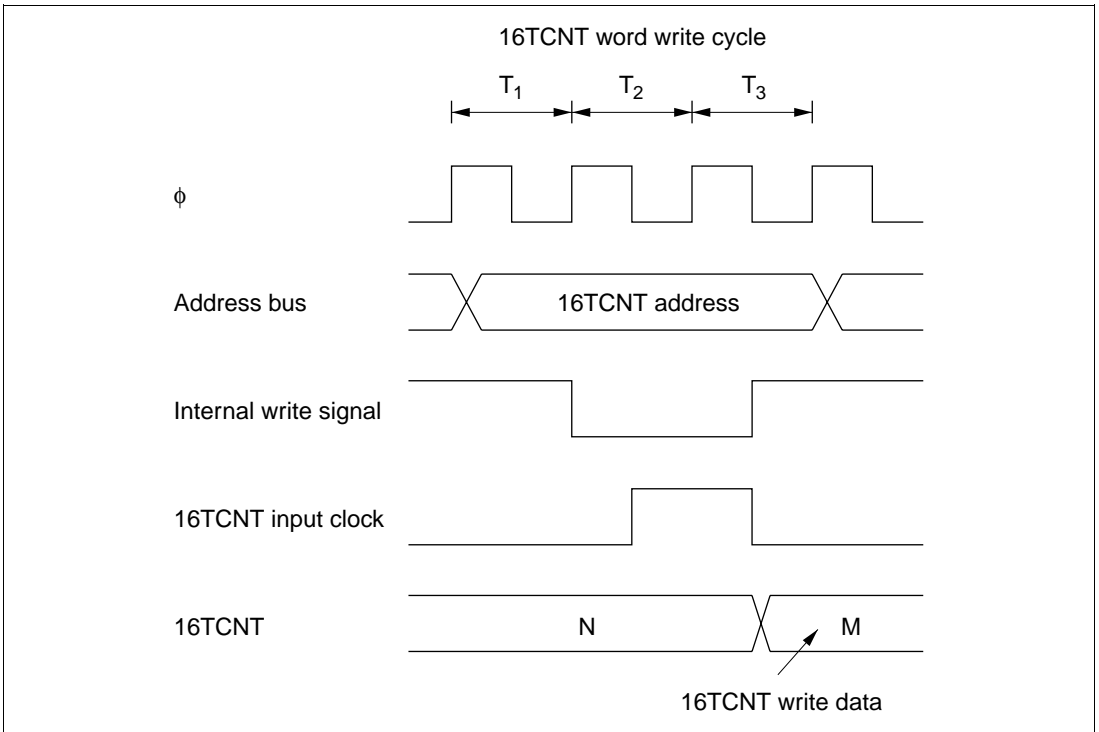 16TCNT word write cycle
T₁ T₂ T₃
φ
Address bus
16TCNT address
Internal write signal
16TCNT input clock
16TCNT
N
M
16TCNT write data